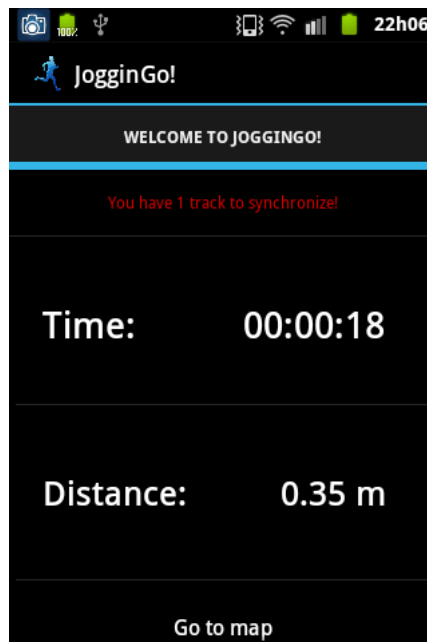 100%
22h06
JogginGo!
WELCOME TO JOGGINGO!
You have 1 track to synchronize!
Time: 00:00:18
Distance: 0.35 m
Go to map